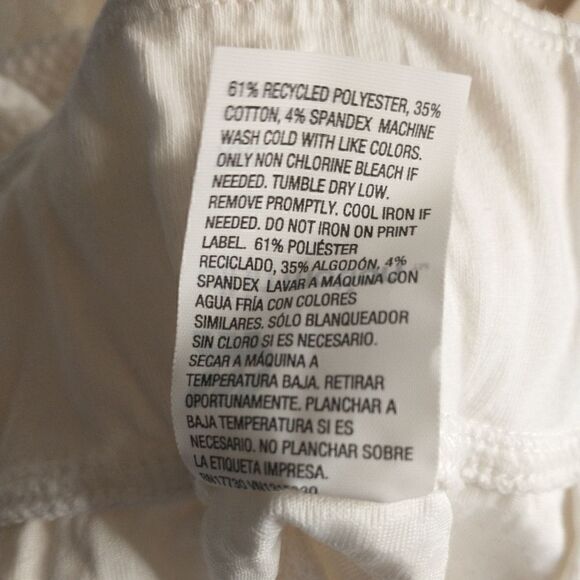 61% RECYCLED POLYESTER, 35%
COTTON, 4% SPANDEX MACHINE
WASH COLD WITH LIKE COLORS.
ONLY NON CHLORINE BLEACH IF
NEEDED. TUMBLE DRY LOW.
REMOVE PROMPTLY. COOL IRON IF
NEEDED. DO NOT IRON ON PRINT
LABEL. 61% POLIÉSTER
RECICLADO, 35% ALGODÓN, 4%
SPANDEX LAVAR A MÁQUINA CON
AGUA FRÍA CON COLORES
SIMILARES. SÓLO BLANQUEADOR
SIN CLORO SI ES NECESARIO.
SECAR A MÁQUINA A
TEMPERATURA BAJA. RETIRAR
OPORTUNAMENTE. PLANCHAR A
BAJA TEMPERATURA SI ES
NECESARIO. NO PLANCHAR SOBRE
LA ETIQUETA IMPRESA.
RN17730